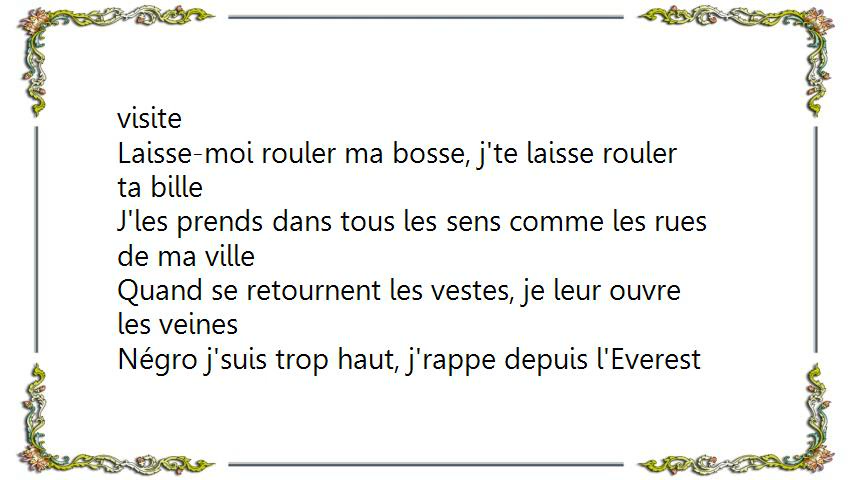 visite
Laisse-moi rouler ma bosse, j'te laisse rouler
ta bille
J'les prends dans tous les sens comme les rues
de ma ville
Quand se retournent les vestes, je leur ouvre
les veines
Négro j'suis trop haut, j'rappe depuis l'Everest